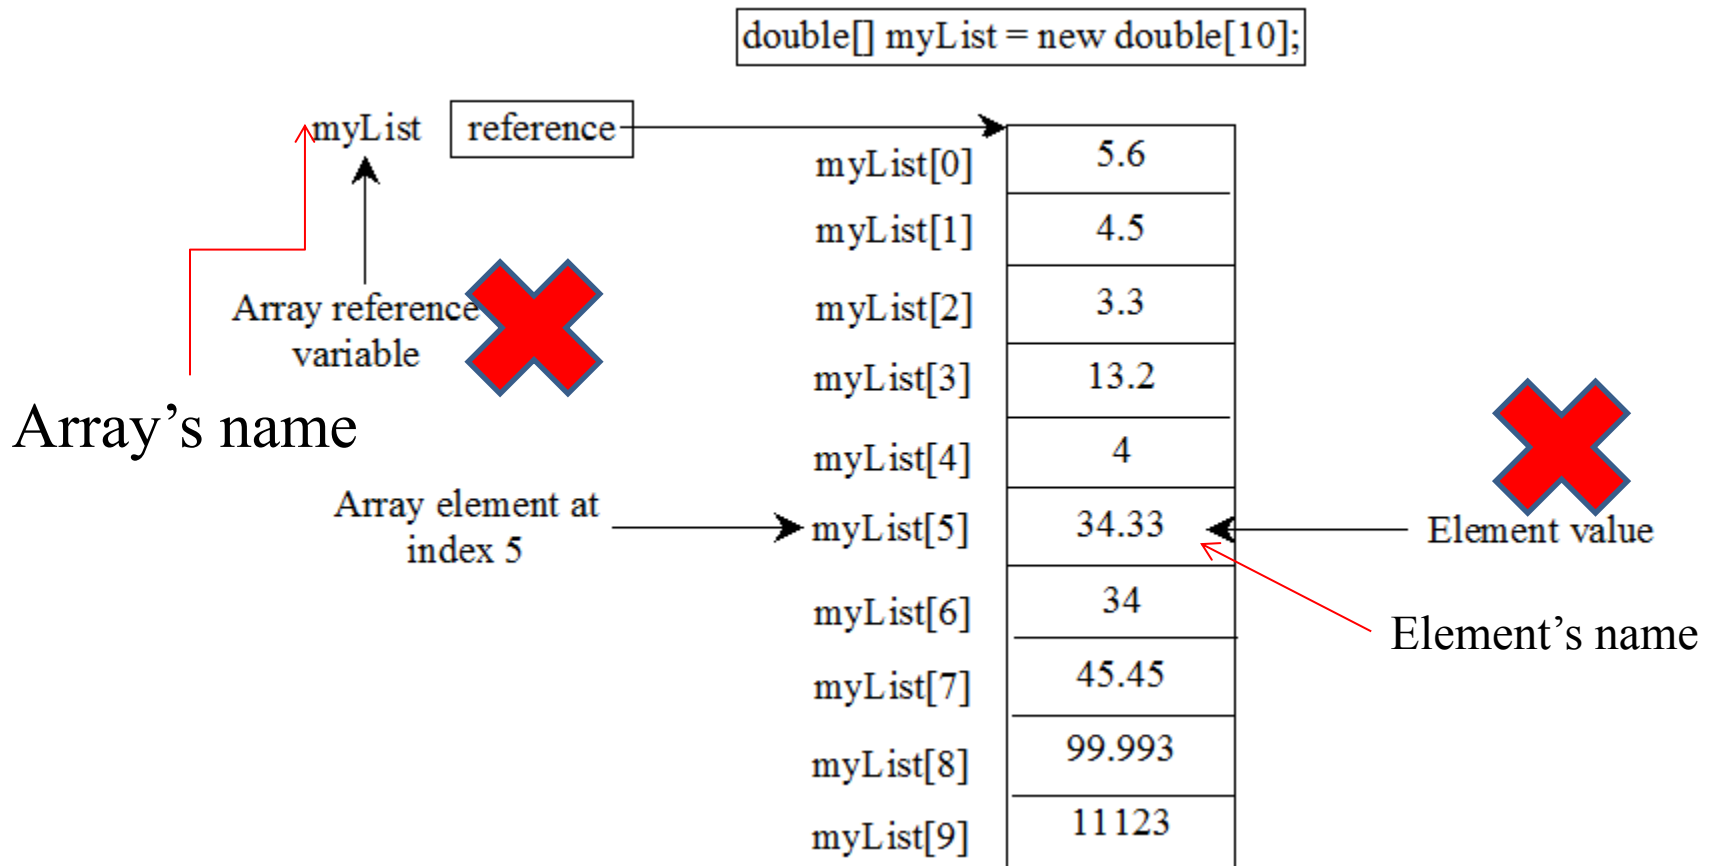 double[] myList = new double[10];
myList
reference
myList[0] 5.6
myList[1] 4.5
Array reference
variable
myList[2] 3.3
myList[3] 13.2
Array's name
myList[4] 4
Array element at
index 5
myList[5] 34.33
Element value
myList[6] 34
Element's name
myList[7] 45.45
myList[8] 99.993
myList[9] 11123